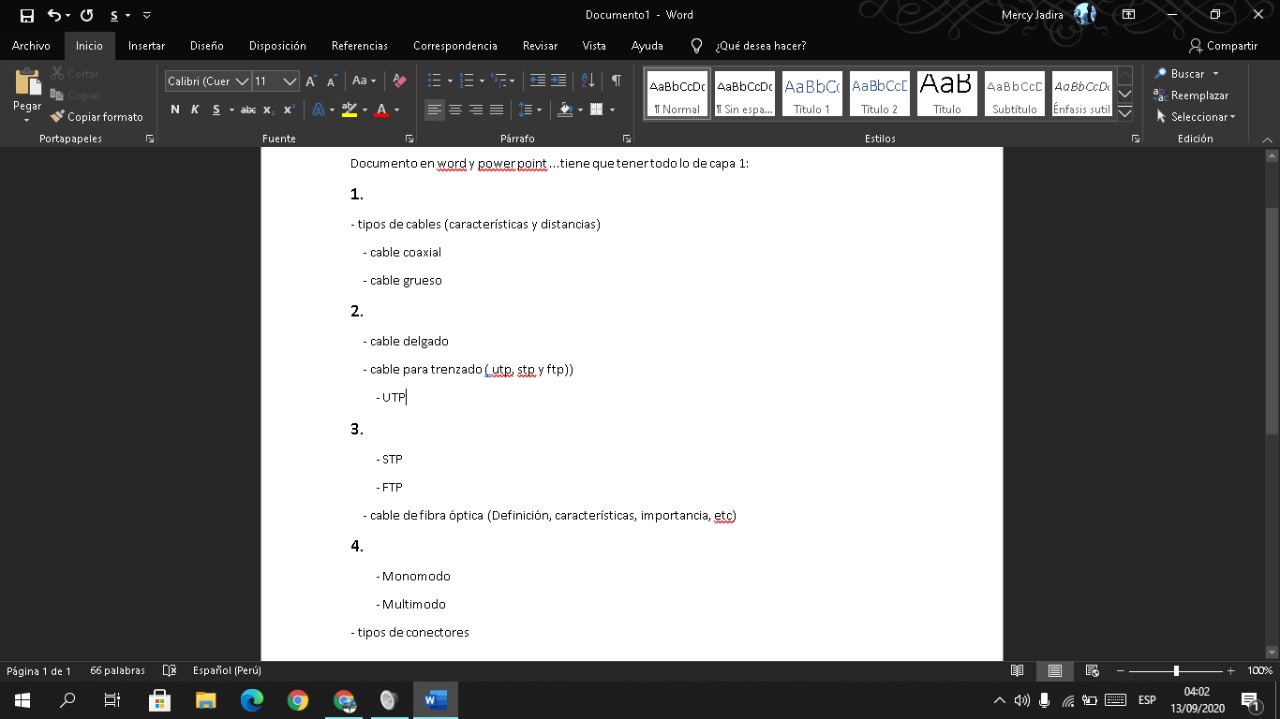 Documento1 - Word
Mercy Jadira
Archivo Inicio Insertar Diseño Disposición Referencias Correspondencia Revisar Vista Ayuda ¿Qué desea hacer? Compartir
Pegar
Cortar
Copiar
Copiar formato
Portapapeles
Calibri (Cuer 11
Aa
N K S abc x₂ x²
Fuente
Párrafo
AaBbCcDc AaBbCcDc AaBbCc AaBbCcD AaB AaBbCcD AaBbCcDc
¶ Normal ¶ Sin espa... Título 1 Título 2 Título Subtítulo Énfasis sutil
Estilos
Buscar
Reemplazar
Seleccionar
Edición
Documento en word y power point ...tiene que tener todo lo de capa 1:
1.
- tipos de cables (características y distancias)
- cable coaxial
- cable grueso
2.
- cable delgado
- cable para trenzado ( utp, stp y ftp))
- UTP
3.
- STP
- FTP
- cable de fibra óptica (Definición, características, importancia, etc)
4.
- Monomodo
- Multimodo
- tipos de conectores
Página 1 de 1 66 palabras Español (Perú) 100%
ESP
04:02
13/09/2020
1